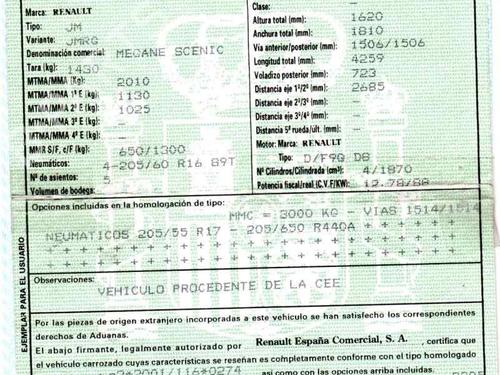 Marca: RENAULT
Tipo: JM
Variante: JMRG
Denominación comercial: MEGANE SCENIC
Tara (kg): 1430
MTMA/MMA (Kg): 2010
MTMA/MMA 1º E (kg): 1130
MTMA/MMA 2º E (kg): 1025
MTMA/MMA 3º E (kg): -
MTMA/MMA 4º E (kg): -
MMR S/F, c/F (kg): 650/1300
Neumáticos: 4-205/60 R16 89T
Nº de asientos: 5
Volumen de bodega: -
Clase: -
Altura total (mm): 1620
Anchura total (mm): 1810
Vía anterior/posterior (mm): 1506/1506
Longitud total (mm): 4259
Voladizo posterior (mm): 723
Distancia eje 1º/2º (mm): 2685
Distancia eje 2º/3º (mm): -
Distancia eje 3º/4º (mm): -
Distancia 5ª rueda/últ. (mm): -
Motor: Marca: RENAULT
Tipo: D/F9Q D8
Nº Cilindros/Cilindrada (cm³): 4/1870
Potencia fiscal/real (C.V.F/KW): 12.78/88
Opciones incluidas en la homologación de tipo:
MMC = 3000 KG - VIAS 1514/1514
NEUMATICOS 205/55 R17 - 205/650 R440A + + + + +
+ + + + + + + + + + + + + + + + + + + + + + + +
+ + + + + + + + + + + + + + + + + + + + + + + +
Observaciones:
VEHICULO PROCEDENTE DE LA CEE
EJEMPLAR PARA EL USUARIO
Por las piezas de origen extranjero incorporadas a este vehículo se han satisfecho los correspondientes
derechos de Aduanas.
El abajo firmante, legalmente autorizado por Renault España Comercial, S. A. , certifica que
el vehículo carrozado cuyas características se reseñan es completamente conforme con el tipo homologado
así como con las opciones arriba incluidas.
*2001/116*0274